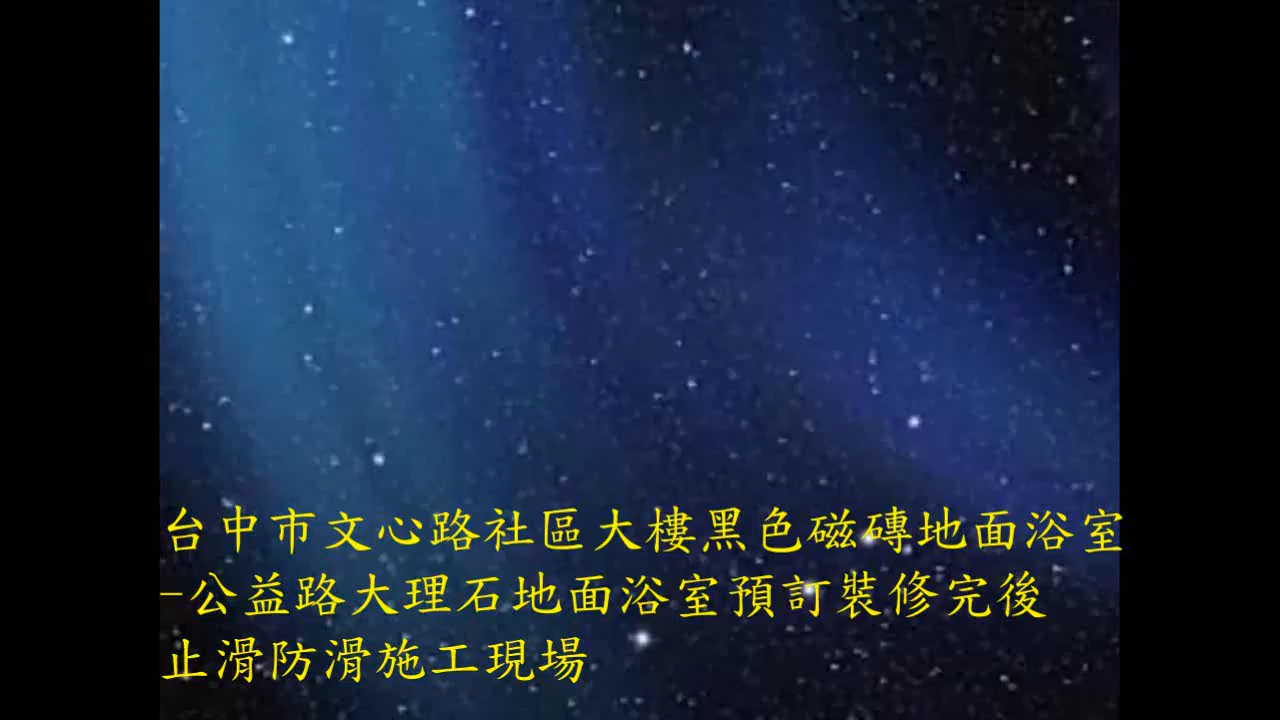 台中市文心路社區大樓黑色磁磚地面浴室
-公益路大理石地面浴室預訂裝修完後
止滑防滑施工現場